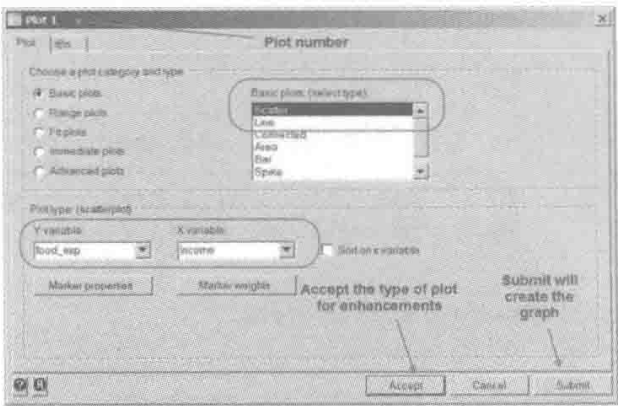 Plot 1
Plot if/in
Plot number
Choose a plot category and type
Basic plots
Range plots
Fit plots
Immediate plots
Advanced plots
Basic plots: (select type)
Scatter
Line
Connected
Area
Bar
Spike
Plot type: (scatterplot)
Y variable:
X variable:
food_exp
income
Sort on x variable
Marker properties
Marker weights
Accept the type of plot
for enhancements
Submit will
create the
graph
Accept
Cancel
Submit